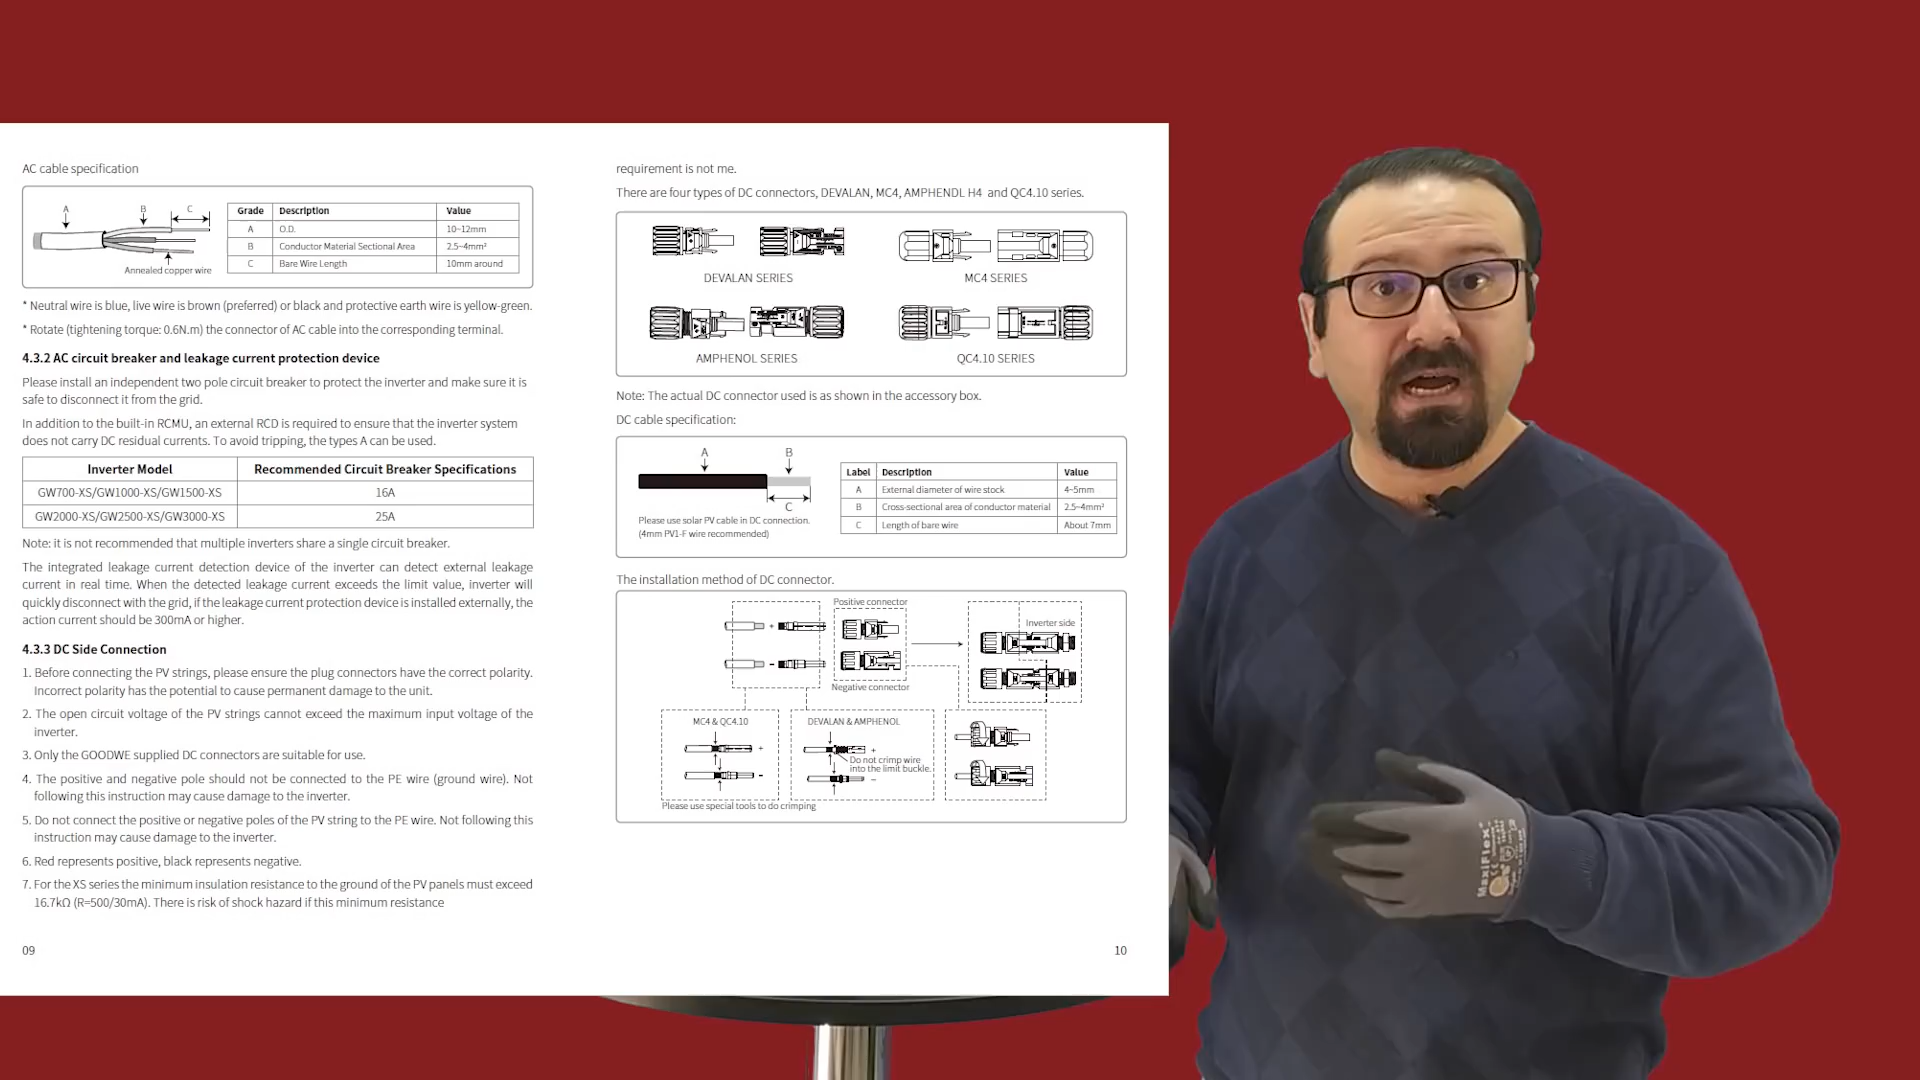 AC cable specification
A
B
C
Annealed copper wire
Grade Description Value
A O.D. 10~12mm
B Conductor Material Sectional Area 2.5~4mm²
C Bare Wire Length 10mm around
* Neutral wire is blue, live wire is brown (preferred) or black and protective earth wire is yellow-green.
* Rotate (tightening torque: 0.6N.m) the connector of AC cable into the corresponding terminal.
4.3.2 AC circuit breaker and leakage current protection device
Please install an independent two pole circuit breaker to protect the inverter and make sure it is
safe to disconnect it from the grid.
In addition to the built-in RCMU, an external RCD is required to ensure that the inverter system
does not carry DC residual currents. To avoid tripping, the types A can be used.
Inverter Model Recommended Circuit Breaker Specifications
GW700-XS/GW1000-XS/GW1500-XS 16A
GW2000-XS/GW2500-XS/GW3000-XS 25A
Note: it is not recommended that multiple inverters share a single circuit breaker.
The integrated leakage current detection device of the inverter can detect external leakage
current in real time. When the detected leakage current exceeds the limit value, inverter will
quickly disconnect with the grid, if the leakage current protection device is installed externally, the
action current should be 300mA or higher.
4.3.3 DC Side Connection
1. Before connecting the PV strings, please ensure the plug connectors have the correct polarity.
Incorrect polarity has the potential to cause permanent damage to the unit.
2. The open circuit voltage of the PV strings cannot exceed the maximum input voltage of the
inverter.
3. Only the GOODWE supplied DC connectors are suitable for use.
4. The positive and negative pole should not be connected to the PE wire (ground wire). Not
following this instruction may cause damage to the inverter.
5. Do not connect the positive or negative poles of the PV string to the PE wire. Not following this
instruction may cause damage to the inverter.
6. Red represents positive, black represents negative.
7. For the XS series the minimum insulation resistance to the ground of the PV panels must exceed
16.7kΩ (R=500/30mA). There is risk of shock hazard if this minimum resistance
09
requirement is not me.
There are four types of DC connectors, DEVALAN, MC4, AMPHENDL H4 and QC4.10 series.
DEVALAN SERIES
MC4 SERIES
AMPHENOL SERIES
QC4.10 SERIES
Note: The actual DC connector used is as shown in the accessory box.
DC cable specification:
A
B
C
Please use solar PV cable in DC connection.
(4mm PV1-F wire recommended)
Label Description Value
A External diameter of wire stock 4~5mm
B Cross-sectional area of conductor material 2.5~4mm²
C Length of bare wire About 7mm
The installation method of DC connector.
Positive connector
Inverter side
+
-
Negative connector
MC4 & QC4.10
+
-
DEVALAN & AMPHENOL
+
Do not crimp wire
into the limit buckle.
-
Please use special tools to do crimping
10
MaxiFlex